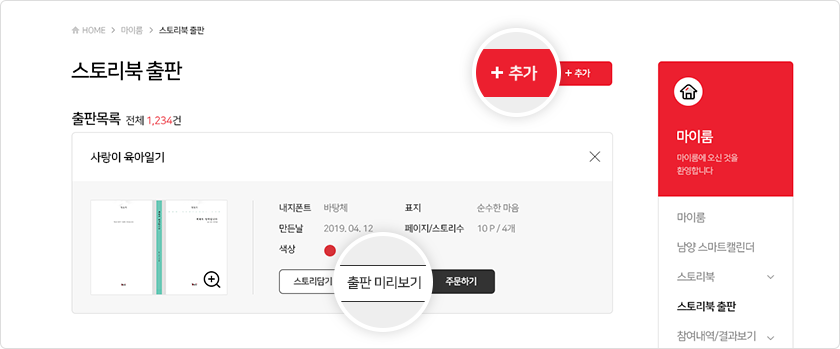 HOME > 마이룸 > 스토리북 출판
스토리북 출판
+ 추가
+ 추가
출판목록 전체 1,234건
사랑이 육아일기
내지폰트 바탕체 표지 순수한 마음
만든날 2019. 04. 12 페이지/스토리수 10 P / 4개
색상
스토리담기
출판 미리보기
주문하기
마이룸
마이룸에 오신 것을
환영합니다
마이룸
남양 스마트캘린더
스토리북
스토리북 출판
참여내역/결과보기